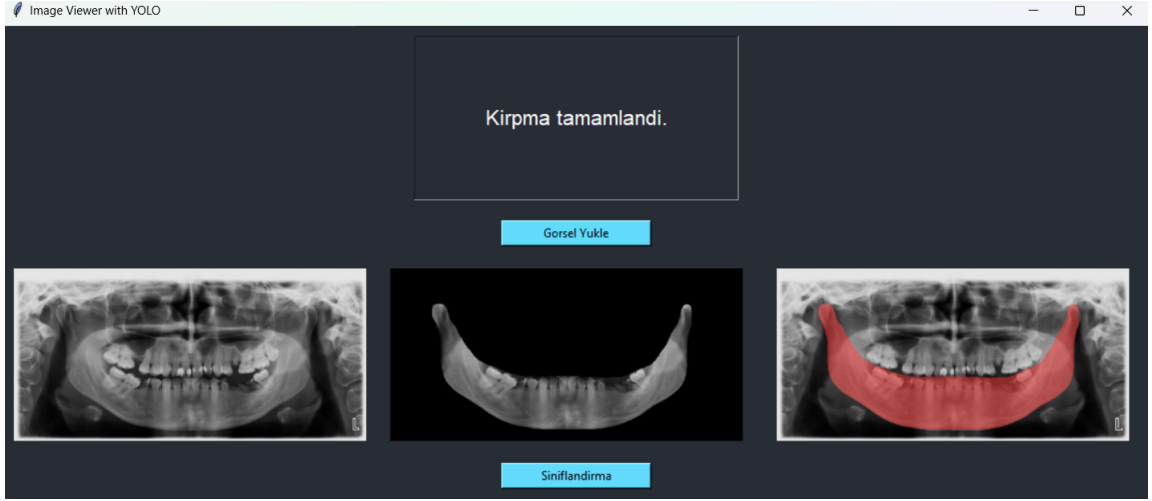 Image Viewer with YOLO
Kirpma tamamlandi.
Gorsel Yukle
L
L
Siniflandirma